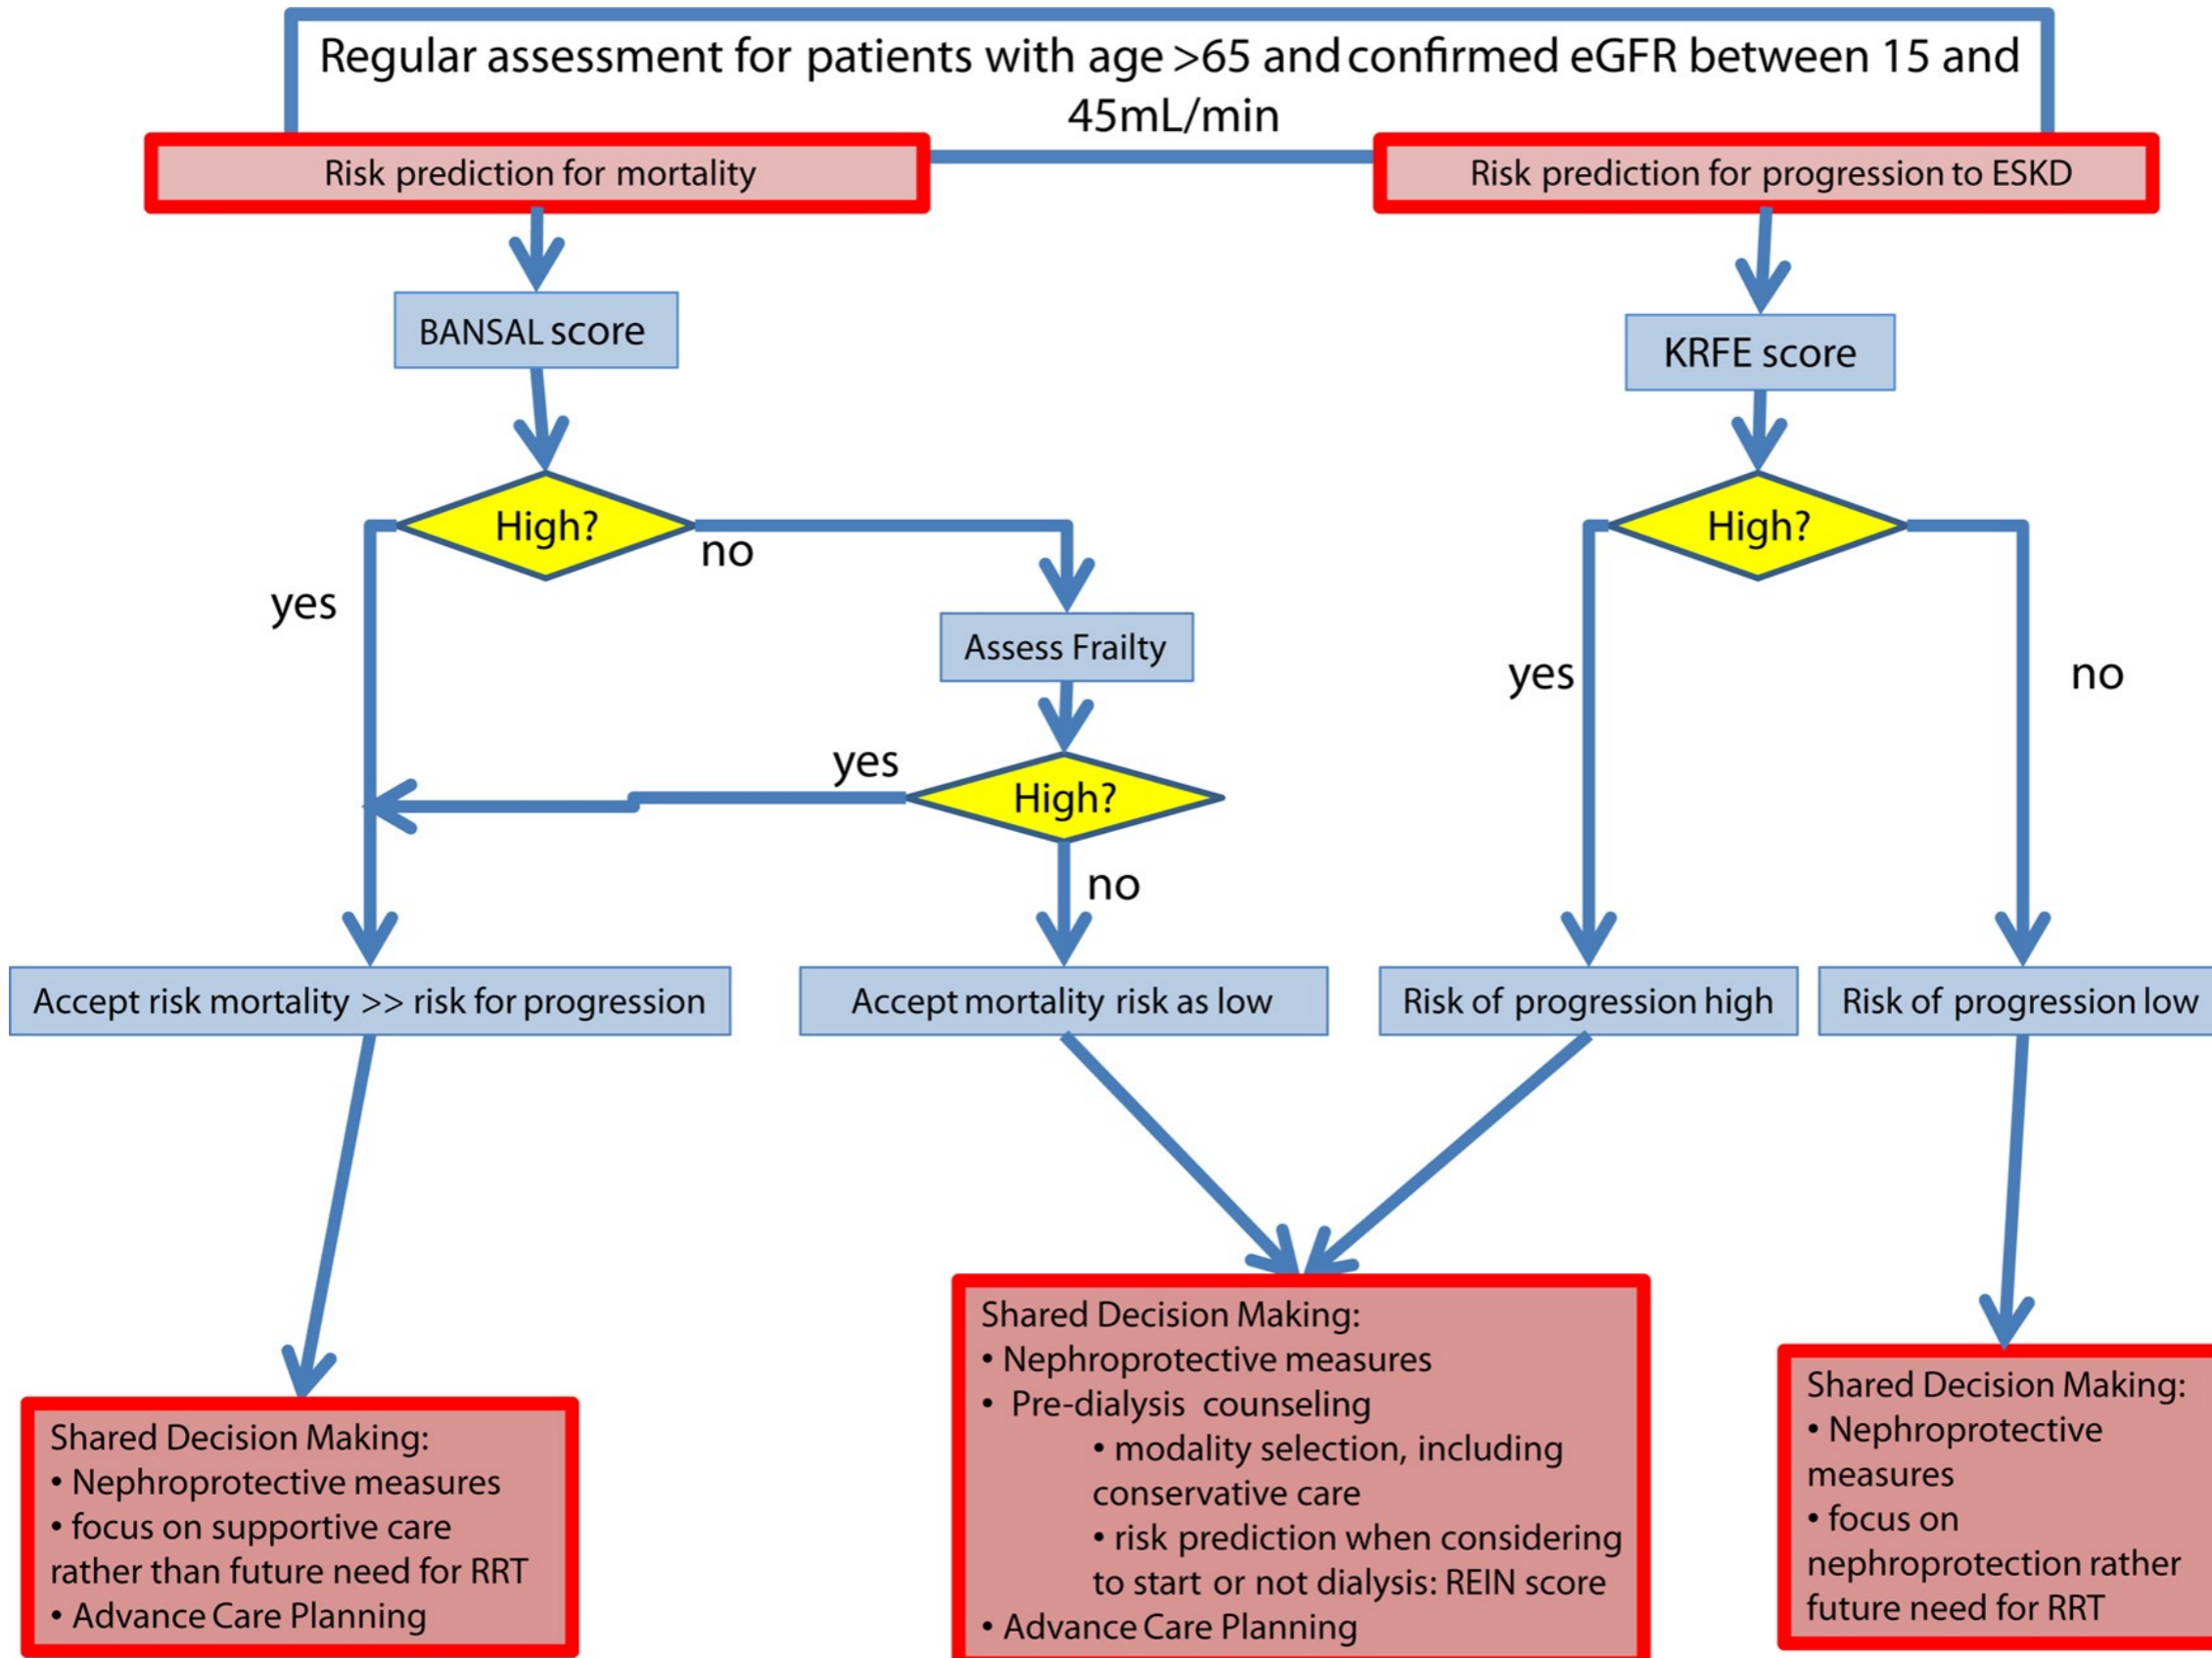 Regular assessment for patients with age >65 and confirmed eGFR between 15 and
45mL/min
Risk prediction for mortality
Risk prediction for progression to ESKD
BANSAL score
KRFE score
High?
High?
no
yes
Assess Frailty
yes
no
yes
High?
no
Accept risk mortality >> risk for progression
Accept mortality risk as low
Risk of progression high
Risk of progression low
Shared Decision Making:
• Nephroprotective measures
• focus on supportive care
rather than future need for RRT
• Advance Care Planning
Shared Decision Making:
• Nephroprotective measures
• Pre-dialysis counseling
• modality selection, including
conservative care
• risk prediction when considering
to start or not dialysis: REIN score
• Advance Care Planning
Shared Decision Making:
• Nephroprotective
measures
• focus on
nephroprotection rather
future need for RRT